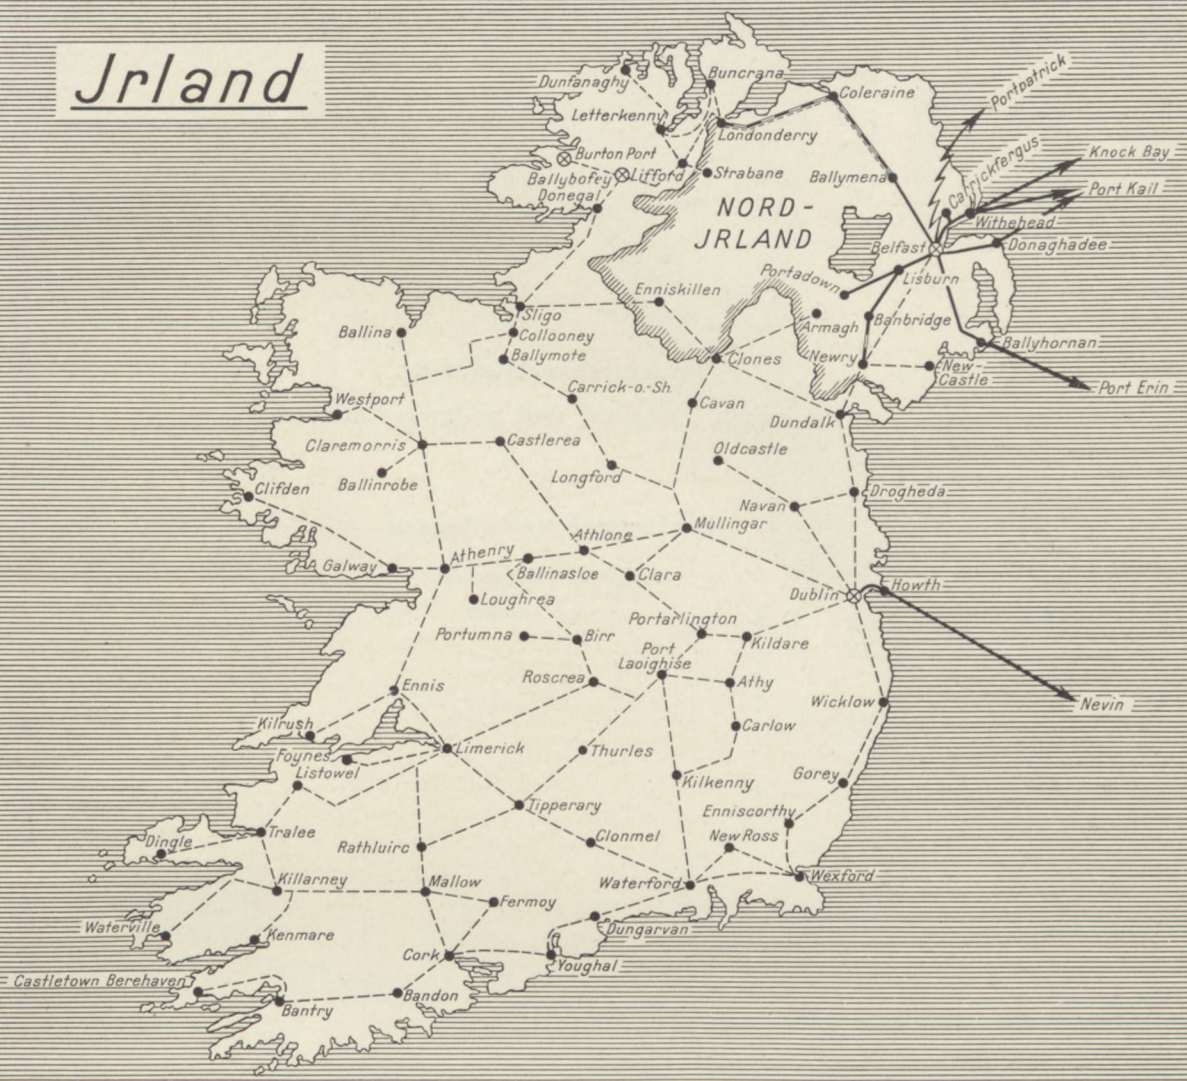 Jrland
Dunfanaghy
Buncrana
Coleraine
Portpatrick
Letterkenny
Londonderry
Carrickfergus
Knock Bay
Burton Port
Ballybofey
Lifford
Strabane
Ballymena
Port Kail
Donegal
NORD-
JRLAND
Withehead
Belfast
Donaghadee
Portadown
Lisburn
Enniskillen
Sligo
Armagh
Banbridge
Ballina
Collooney
Ballyhornan
Ballymote
Clones
Newry
New-
Castle
Port Erin
Carrick-o.-Sh.
Westport
Cavan
Dundalk
Claremorris
Castlerea
Oldcastle
Ballinrobe
Longford
Clifden
Drogheda
Navan
Mullingar
Athlone
Athenry
Galway
Ballinasloe
Clara
Howth
Loughrea
Dublin
Portarlington
Portumna
Birr
Kildare
Port
Laoighise
Roscrea
Ennis
Athy
Wicklow
Nevin
Kilrush
Carlow
Limerick
Thurles
Foynes
Listowel
Kilkenny
Gorey
Tipperary
Enniscorthy
Tralee
Clonmel
New Ross
Dingle
Rathluirc
Killarney
Mallow
Waterford
Wexford
Fermoy
Waterville
Kenmare
Dungarvan
Cork
Youghal
Castletown Berehaven
Bandon
Bantry